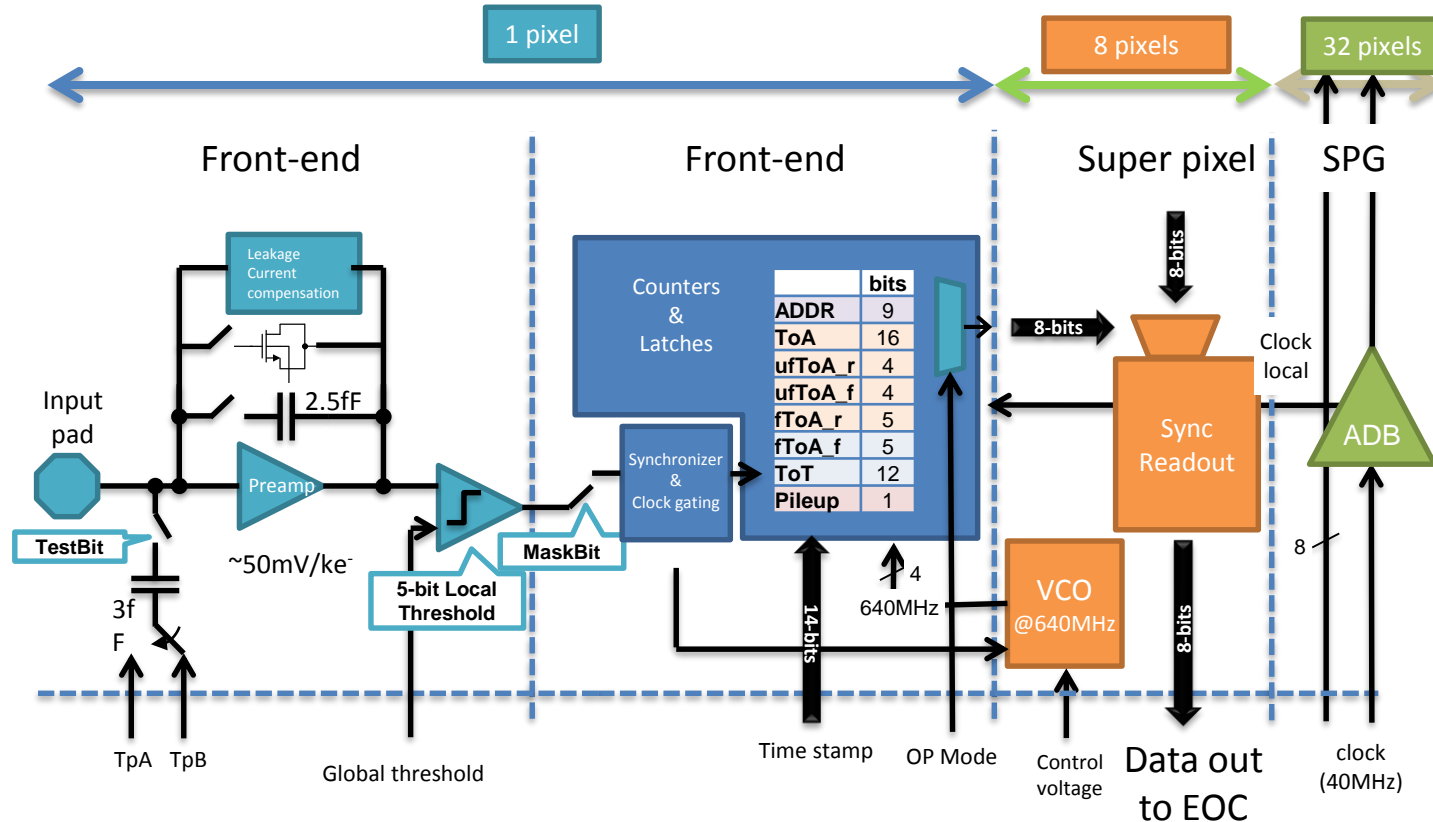 1 pixel
8 pixels
32 pixels
Front-end
Front-end
Super pixel
SPG
Leakage
Current
compensation
2.5fF
Input
pad
Preamp
TestBit
~50mV/ke-
3f
F
5-bit Local
Threshold
MaskBit
TpA
TpB
Global threshold
Counters
&
Latches
Synchronizer
&
Clock gating
bits
ADDR 9
ToA 16
ufToA_r 4
ufToA_f 4
fToA_r 5
fToA_f 5
ToT 12
Pileup 1
4
640MHz
14-bits
Time stamp
OP Mode
8-bits
8-bits
Clock
local
Sync
Readout
ADB
8
VCO
@640MHz
8-bits
Control
voltage
Data out
to EOC
clock
(40MHz)